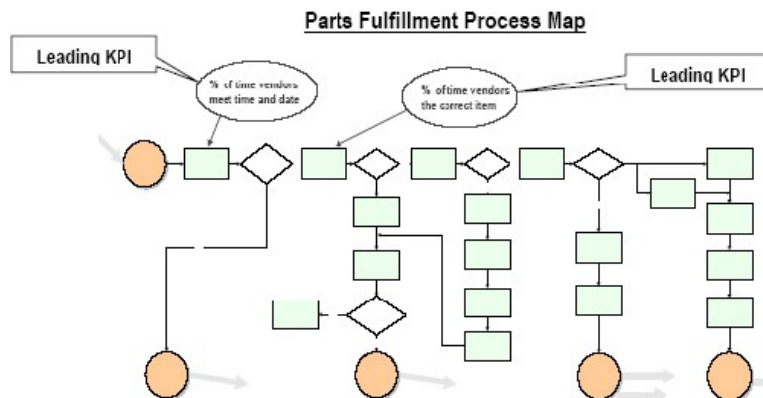 Parts Fulfillment Process Map
Leading KPI
% of time vendors
meet time and date
% of time vendors
the correct item
Leading KPI